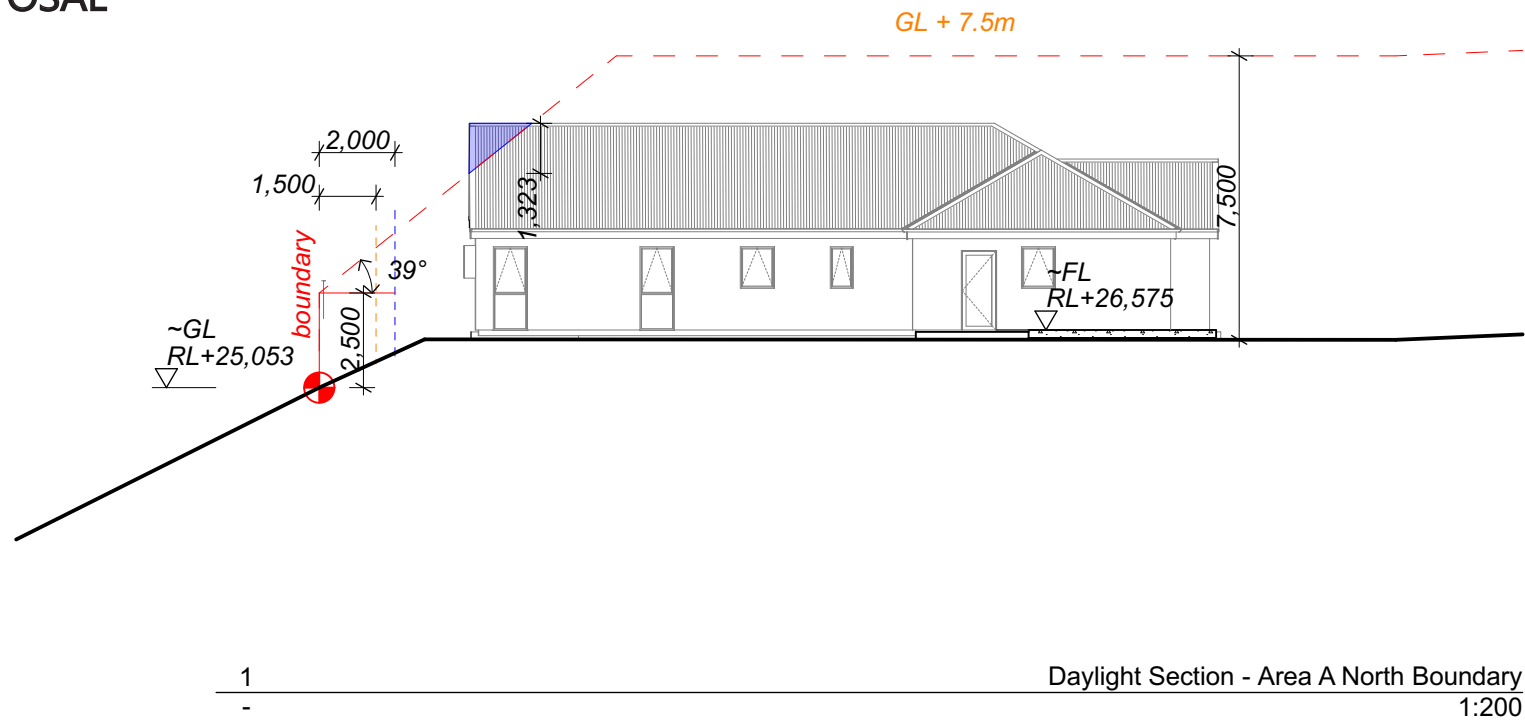 GL + 7.5m
2,000
1,500
1,323
7,500
boundary
39°
~FL
RL+26,575
~GL
RL+25,053
2,500
1
Daylight Section - Area A North Boundary
-
1:200